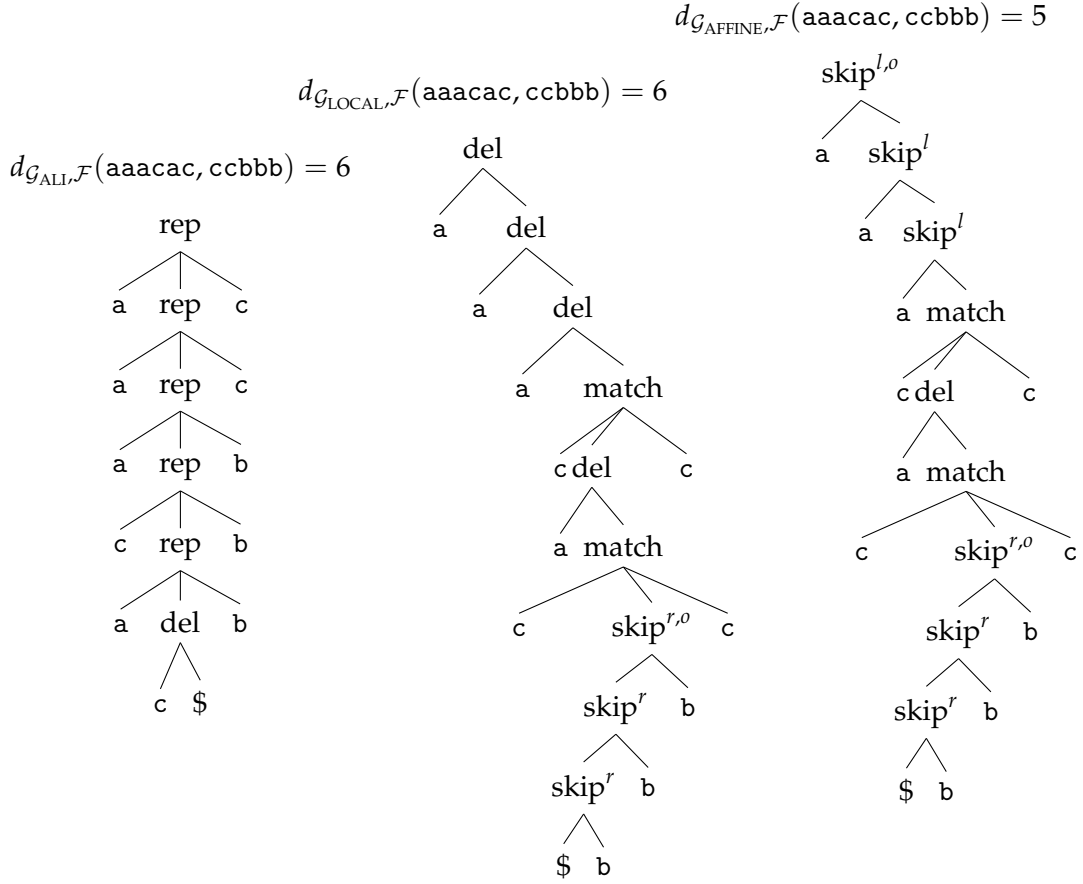 d_{G_ALI,F}(aaacac, ccbbb) = 6
rep
a rep c
a rep c
a rep b
c rep b
a del b
c $
d_{G_LOCAL,F}(aaacac, ccbbb) = 6
del
a del
a del
a match
c del c
a match
c skip^{r,o} c
skip^r b
skip^r b
$ b
d_{G_AFFINE,F}(aaacac, ccbbb) = 5
skip^{l,o}
a skip^l
a skip^l
a match
c del c
a match
c skip^{r,o} c
skip^r b
skip^r b
$ b